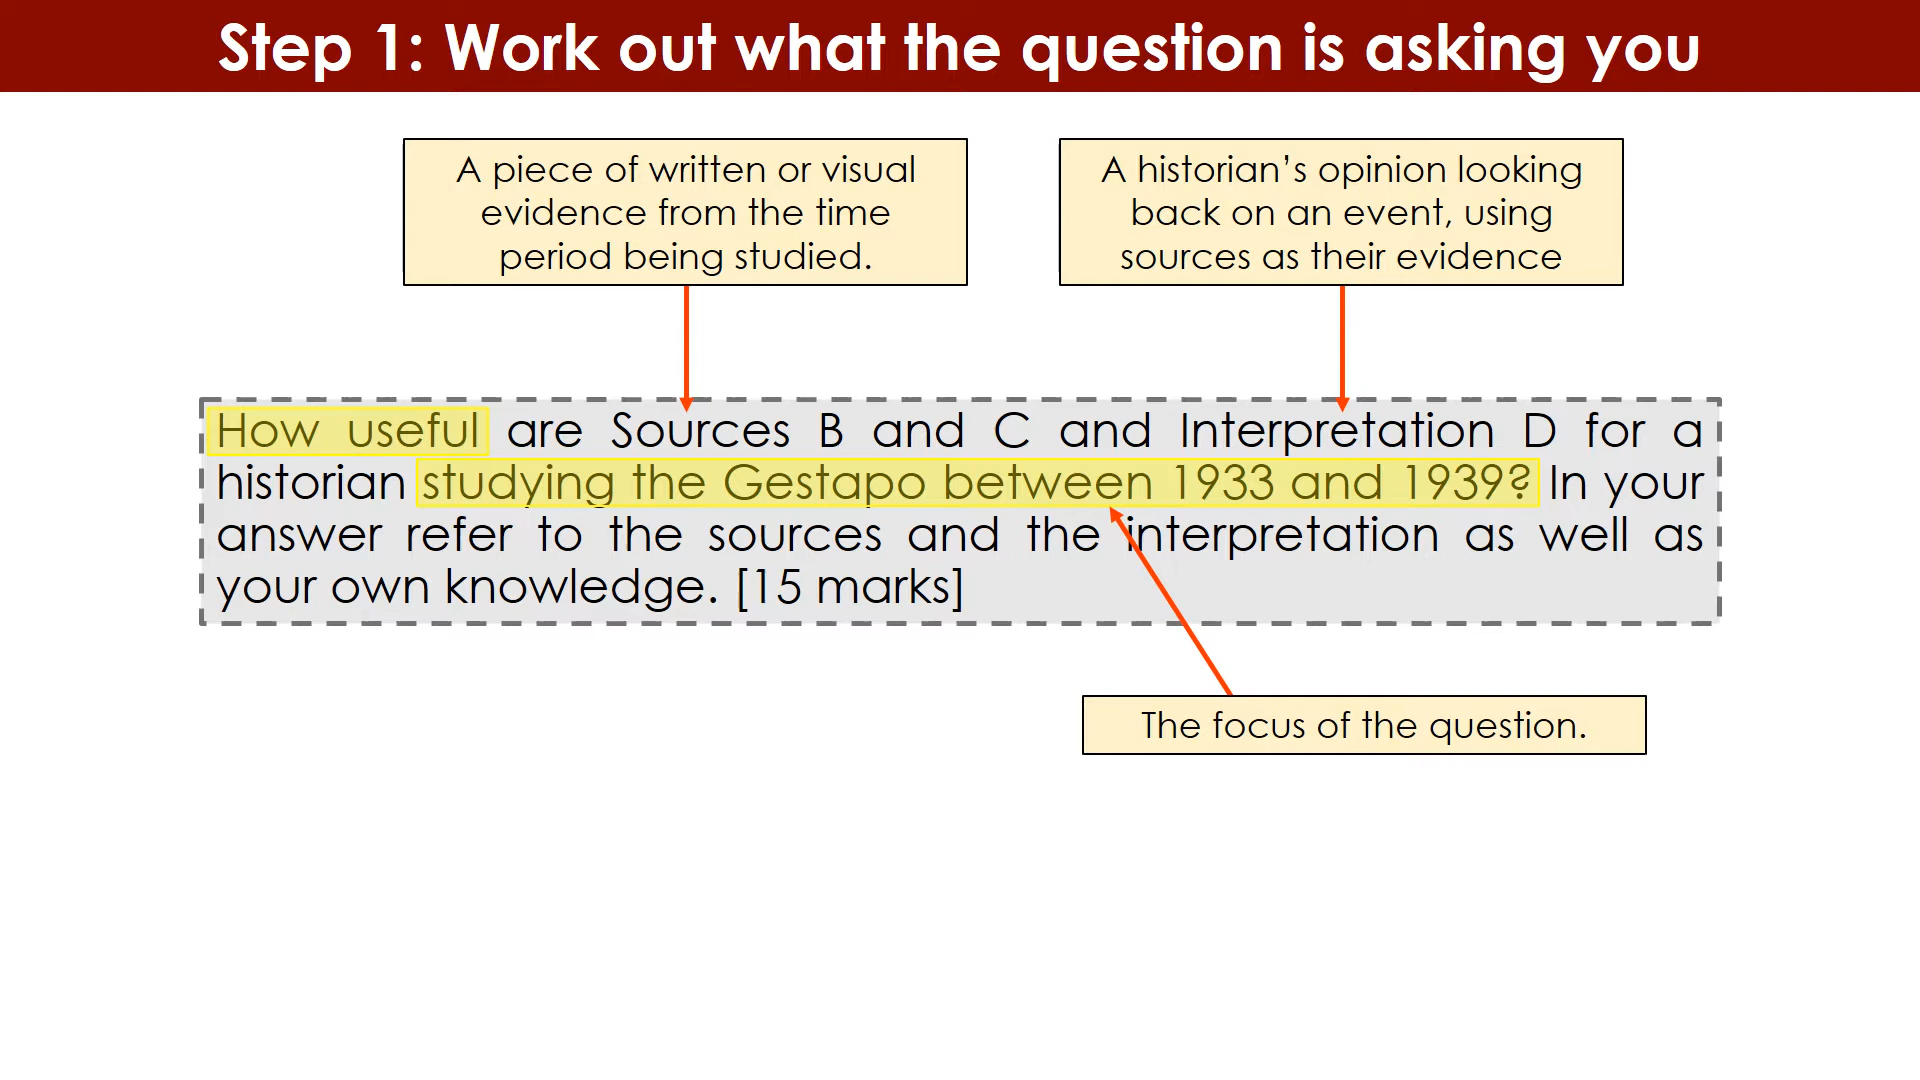 Step 1: Work out what the question is asking you
A piece of written or visual
evidence from the time
period being studied.
A historian’s opinion looking
back on an event, using
sources as their evidence
How useful are Sources B and C and Interpretation D for a
historian studying the Gestapo between 1933 and 1939? In your
answer refer to the sources and the interpretation as well as
your own knowledge. [15 marks]
The focus of the question.